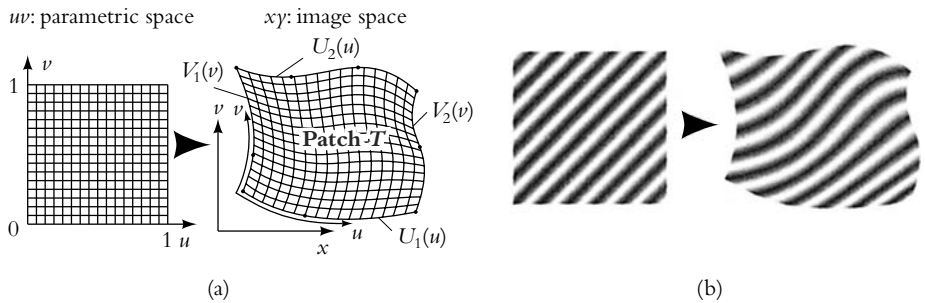 uv: parametric space
xy: image space
U₂(u)
V₁(v)
v
1
v
v
V₂(v)
Patch-T
0
1 u
x
u
U₁(u)
(a)
(b)